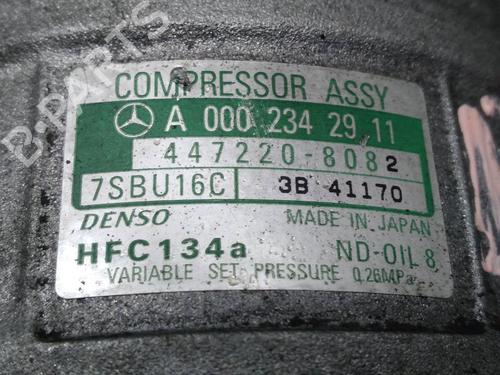 B-PARTS
COMPRESSOR ASSY
A 000 234 29 11
447220-8082
7SBU16C 3B 41170
DENSO MADE IN JAPAN
HFC134a ND-OIL 8
VARIABLE SET PRESSURE 0.26MPa